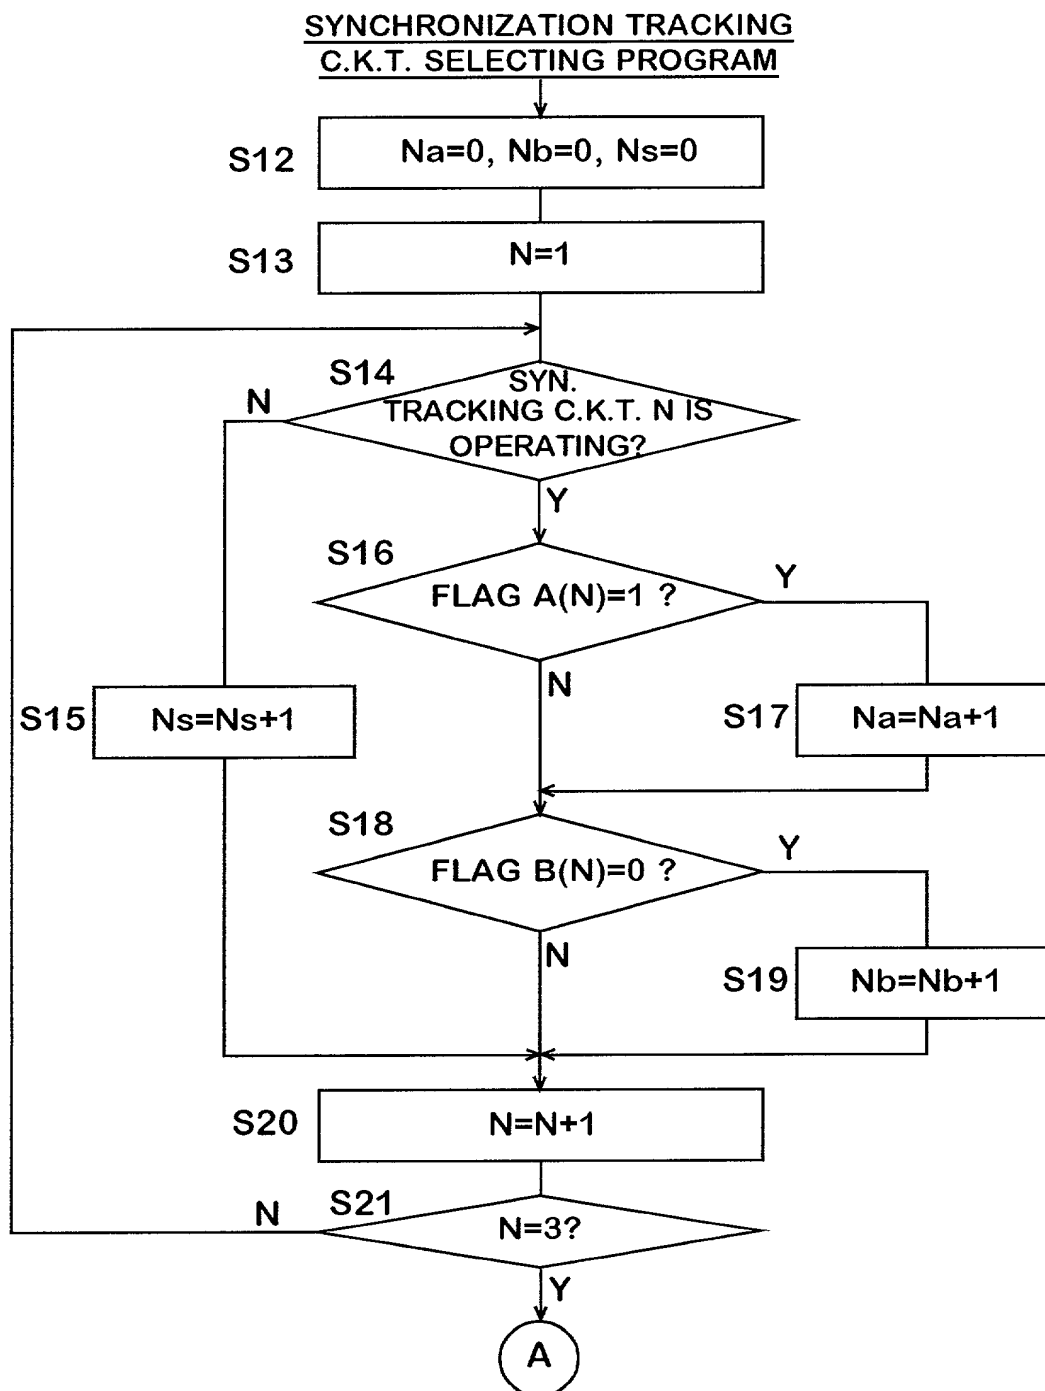 SYNCHRONIZATION TRACKING
C.K.T. SELECTING PROGRAM
S12
Na=0, Nb=0, Ns=0
S13
N=1
S14
N
SYN.
TRACKING C.K.T. N IS
OPERATING?
Y
S16
FLAG A(N)=1 ?
Y
N
S15
Ns=Ns+1
S17
Na=Na+1
S18
FLAG B(N)=0 ?
Y
N
S19
Nb=Nb+1
S20
N=N+1
S21
N
N=3?
Y
A